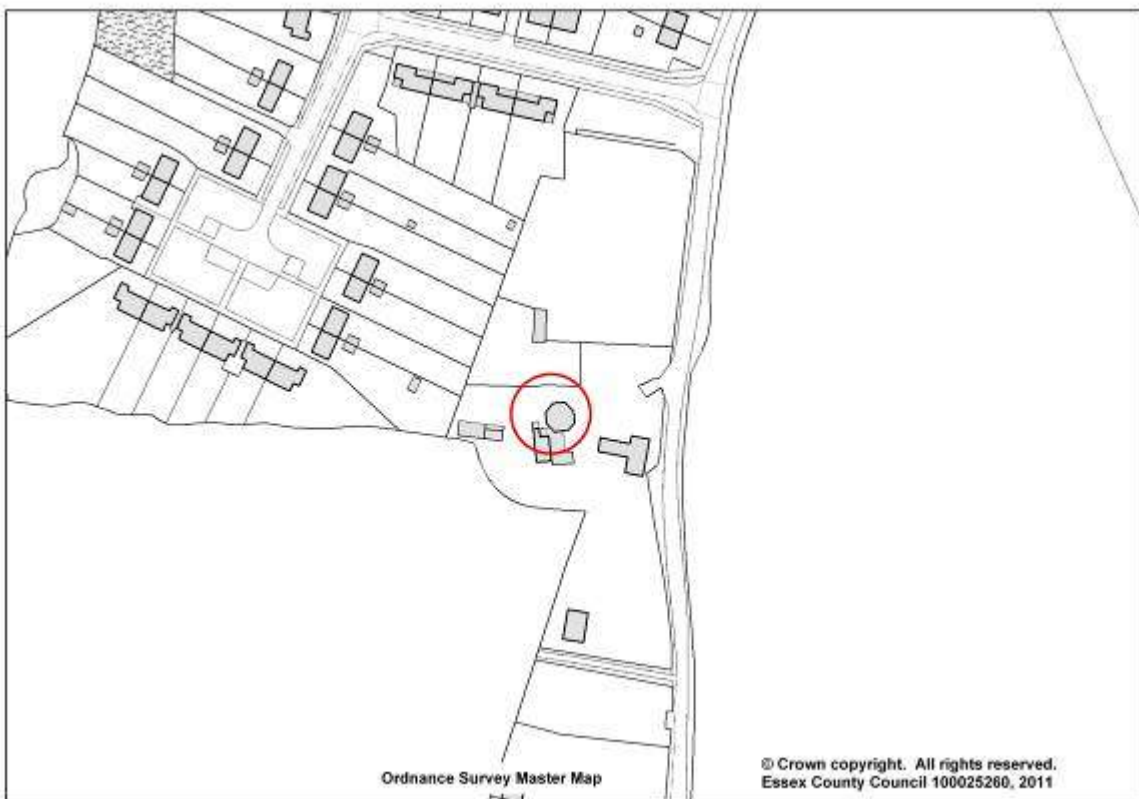 Ordnance Survey Master Map
© Crown copyright. All rights reserved.
Essex County Council 100025260, 2011